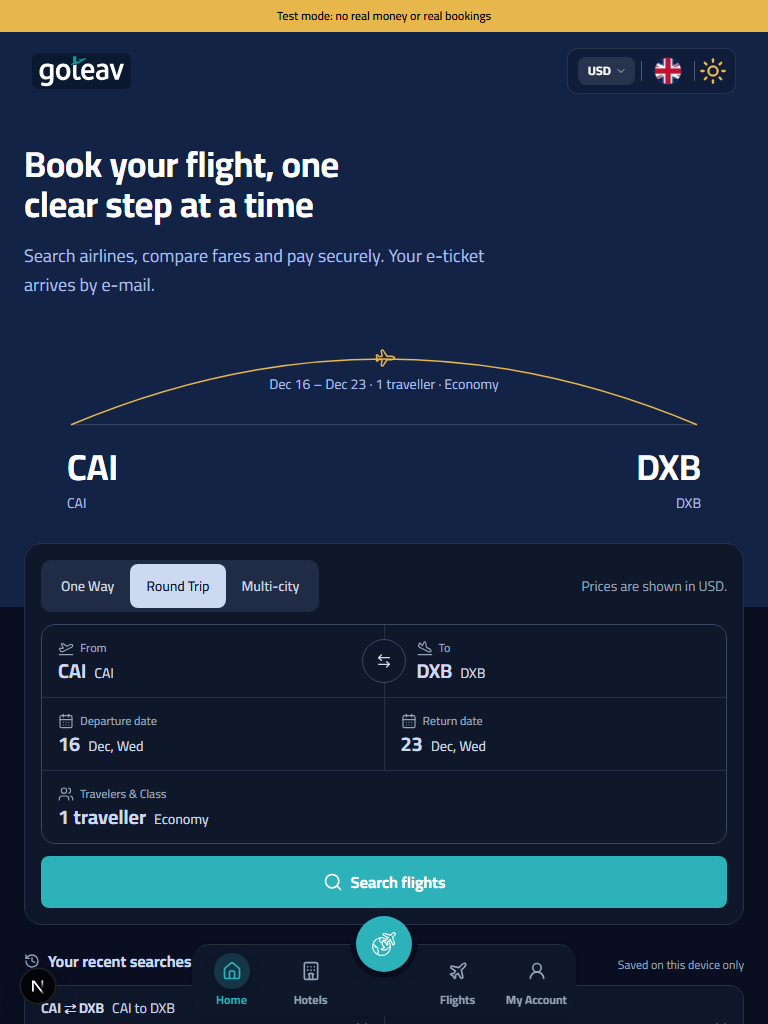 Test mode: no real money or real bookings
goleav
USD
Book your flight, one
clear step at a time
Search airlines, compare fares and pay securely. Your e-ticket
arrives by e-mail.
Dec 16 – Dec 23 · 1 traveller · Economy
CAI
DXB
CAI
DXB
One Way
Round Trip
Multi-city
Prices are shown in USD.
From
CAI CAI
To
DXB DXB
Departure date
16 Dec, Wed
Return date
23 Dec, Wed
Travelers & Class
1 traveller Economy
Search flights
Your recent searches
Saved on this device only
N
CAI ⇄ DXB CAI to DXB
Home
Hotels
Flights
My Account